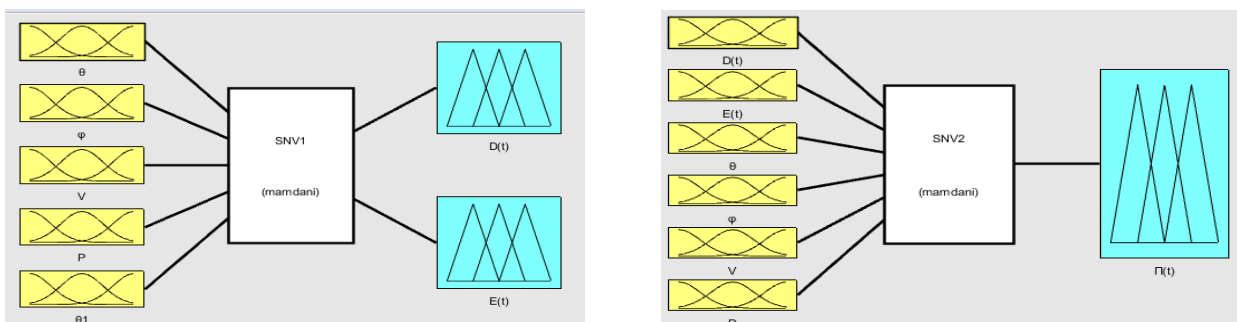 θ
φ
V
P
θ1
SNV1
(mamdani)
D(t)
E(t)
D(t)
E(t)
θ
φ
V
SNV2
(mamdani)
Π(t)